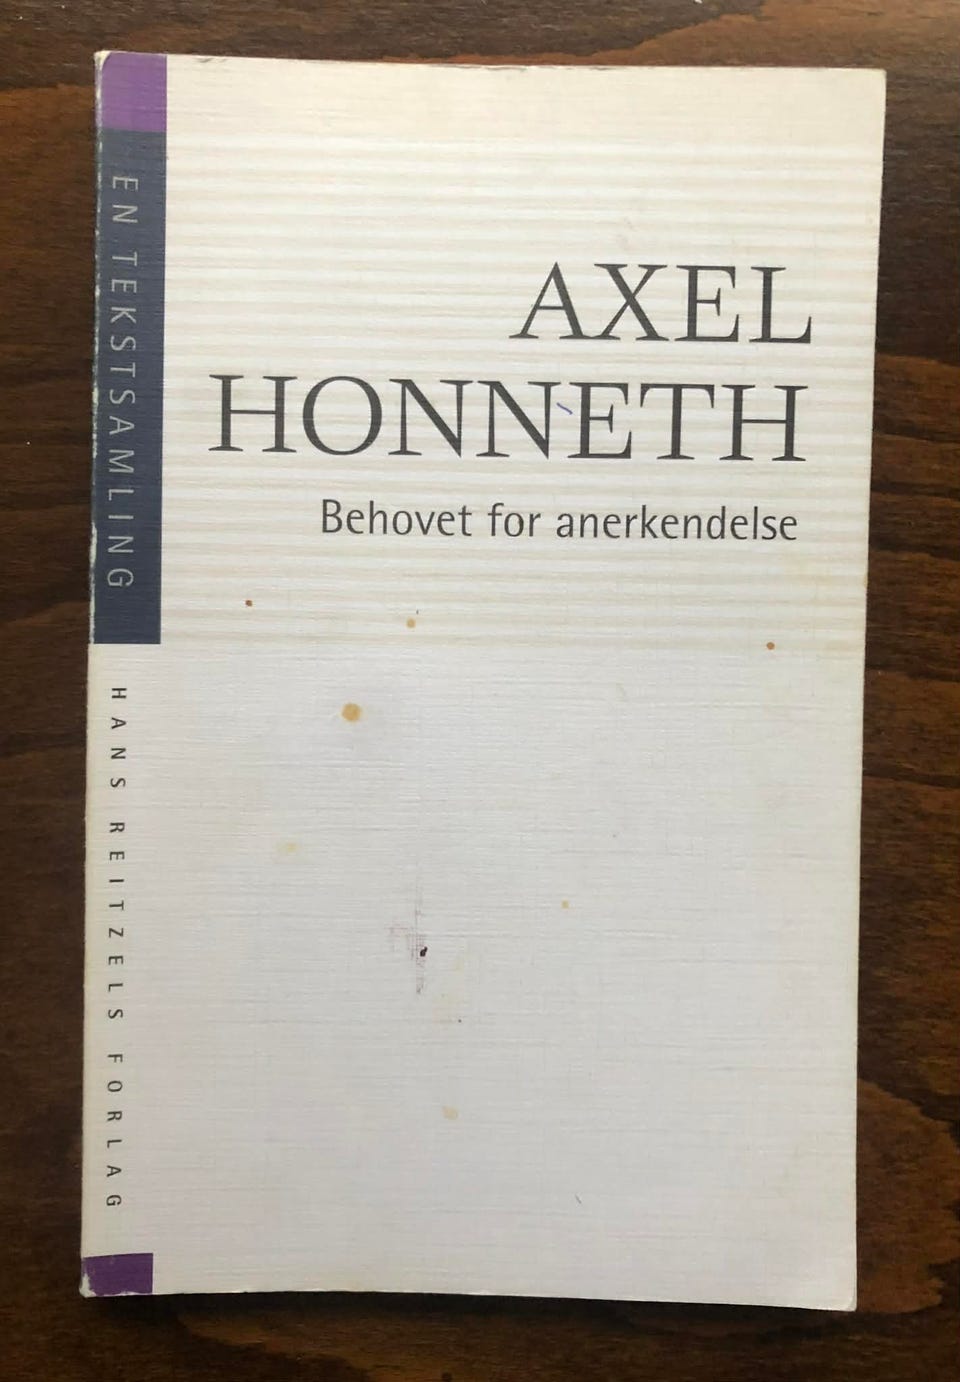 AXEL
HONNETH
Behovet for anerkendelse
EN TEKSTSAMLING
HANS REITZELS FORLAG